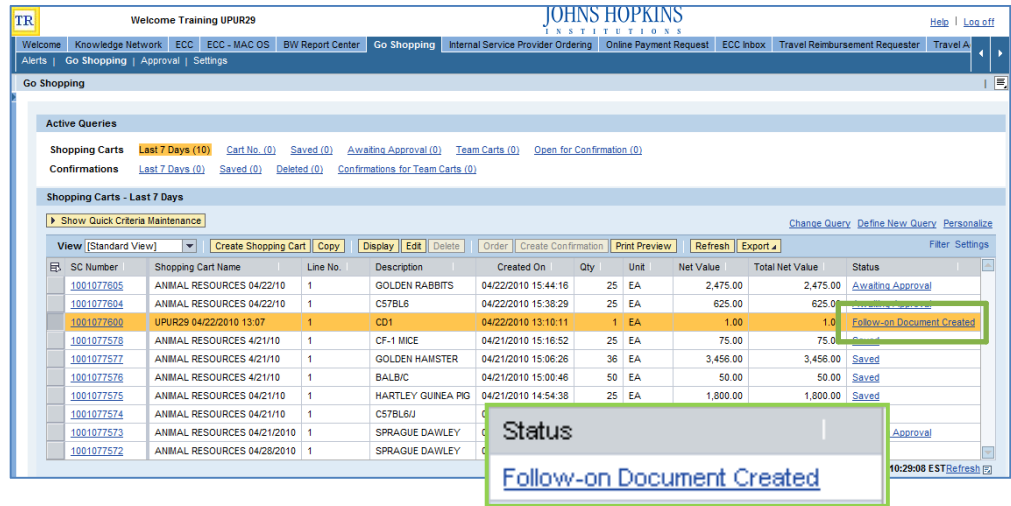 TR Welcome Training UPUR29 JOHNS HOPKINS Help | Log off
INSTITUTIONS
Welcome Knowledge Network ECC ECC - MAC OS BW Report Center Go Shopping Internal Service Provider Ordering Online Payment Request ECC Inbox Travel Reimbursement Requester Travel A
Alerts | Go Shopping | Approval | Settings
Go Shopping
Active Queries
Shopping Carts Last 7 Days (10) Cart No. (0) Saved (0) Awaiting Approval (0) Team Carts (0) Open for Confirmation (0)
Confirmations Last 7 Days (0) Saved (0) Deleted (0) Confirmations for Team Carts (0)
Shopping Carts - Last 7 Days
Show Quick Criteria Maintenance Change Query Define New Query Personalize
View [Standard View] Create Shopping Cart Copy Display Edit Delete Order Create Confirmation Print Preview Refresh Export Filter Settings
SC Number Shopping Cart Name Line No. Description Created On Qty Unit Net Value Total Net Value Status
1001077605 ANIMAL RESOURCES 04/22/10 1 GOLDEN RABBITS 04/22/2010 15:44:16 25 EA 2,475.00 2,475.00 Awaiting Approval
1001077604 ANIMAL RESOURCES 04/22/10 1 C57BL6 04/22/2010 15:38:29 25 EA 625.00 625.00 Awaiting Approval
1001077600 UPUR29 04/22/2010 13:07 1 CD1 04/22/2010 13:10:11 1 EA 1.00 1.0 Follow-on Document Created
1001077578 ANIMAL RESOURCES 4/21/10 1 CF-1 MICE 04/21/2010 15:16:52 25 EA 75.00 75.00 Saved
1001077577 ANIMAL RESOURCES 4/21/10 1 GOLDEN HAMSTER 04/21/2010 15:06:26 36 EA 3,456.00 3,456.00 Saved
1001077576 ANIMAL RESOURCES 4/21/10 1 BALB/C 04/21/2010 15:00:46 50 EA 50.00 50.00 Saved
1001077575 ANIMAL RESOURCES 04/21/10 1 HARTLEY GUINEA PIG 04/21/2010 14:54:38 25 EA 1,800.00 1,800.00 Saved
1001077574 ANIMAL RESOURCES 04/21/10 1 C57BL6/J
1001077573 ANIMAL RESOURCES 04/21/2010 1 SPRAGUE DAWLEY Approval
1001077572 ANIMAL RESOURCES 04/28/2010 1 SPRAGUE DAWLEY
10:29:08 EST Refresh
Status
Follow-on Document Created